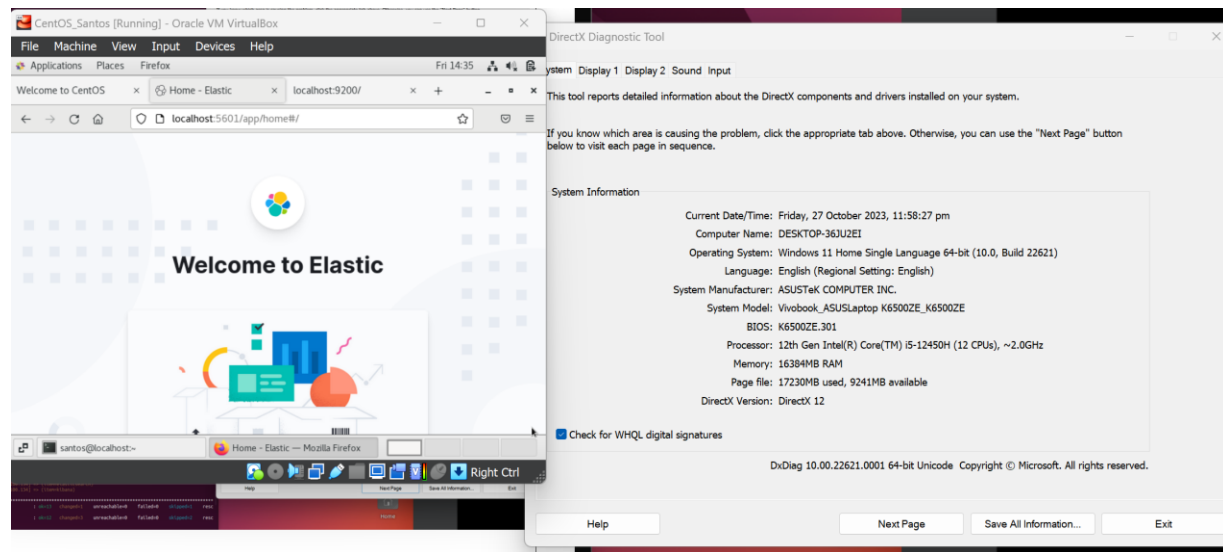 CentOS_Santos [Running] - Oracle VM VirtualBox
File Machine View Input Devices Help
Applications Places Firefox Fri 14:35
Welcome to CentOS × Home - Elastic × localhost:9200/ × +
localhost:5601/app/home#/
Welcome to Elastic
santos@localhost:~ Home - Elastic — Mozilla Firefox
Right Ctrl
Help Next Page Save All Information... Exit
DirectX Diagnostic Tool
ystem Display 1 Display 2 Sound Input
This tool reports detailed information about the DirectX components and drivers installed on your system.
If you know which area is causing the problem, click the appropriate tab above. Otherwise, you can use the "Next Page" button
below to visit each page in sequence.
System Information
Current Date/Time: Friday, 27 October 2023, 11:58:27 pm
Computer Name: DESKTOP-36JU2EI
Operating System: Windows 11 Home Single Language 64-bit (10.0, Build 22621)
Language: English (Regional Setting: English)
System Manufacturer: ASUSTeK COMPUTER INC.
System Model: Vivobook_ASUSLaptop K6500ZE_K6500ZE
BIOS: K6500ZE.301
Processor: 12th Gen Intel(R) Core(TM) i5-12450H (12 CPUs), ~2.0GHz
Memory: 16384MB RAM
Page file: 17230MB used, 9241MB available
DirectX Version: DirectX 12
Check for WHQL digital signatures
DxDiag 10.00.22621.0001 64-bit Unicode Copyright © Microsoft. All rights reserved.
Help Next Page Save All Information... Exit